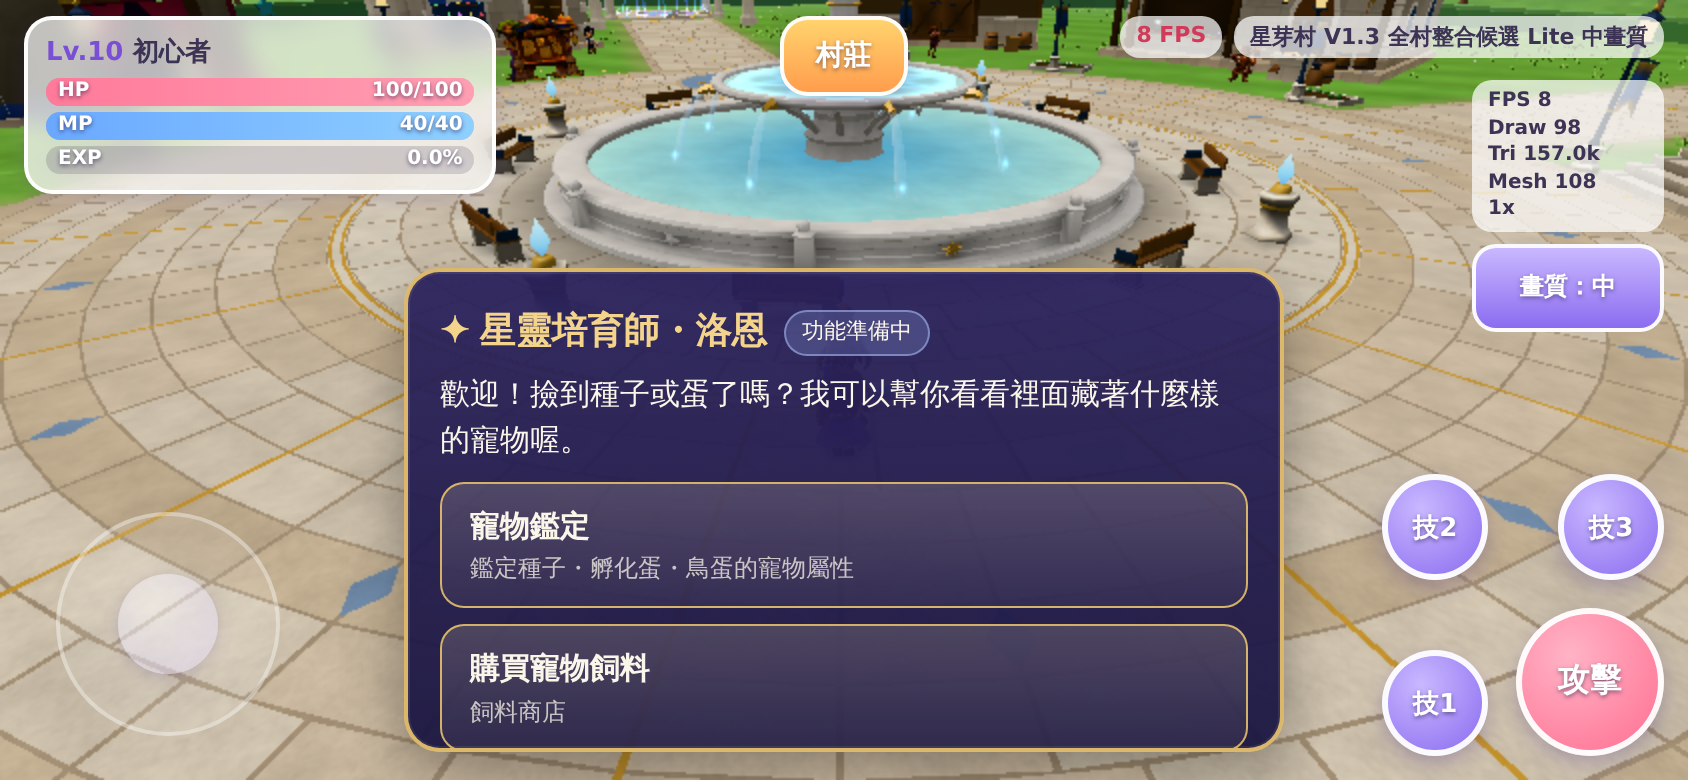 Lv.10 初心者
HP 100/100
MP 40/40
EXP 0.0%
村莊
8 FPS
星芽村 V1.3 全村整合候選 Lite 中畫質
FPS 8
Draw 98
Tri 157.0k
Mesh 108
1x
畫質：中
✦ 星靈培育師・洛恩 功能準備中
歡迎！撿到種子或蛋了嗎？我可以幫你看看裡面藏著什麼樣
的寵物喔。
寵物鑑定
鑑定種子・孵化蛋・鳥蛋的寵物屬性
購買寵物飼料
飼料商店
技2
技3
技1
攻擊